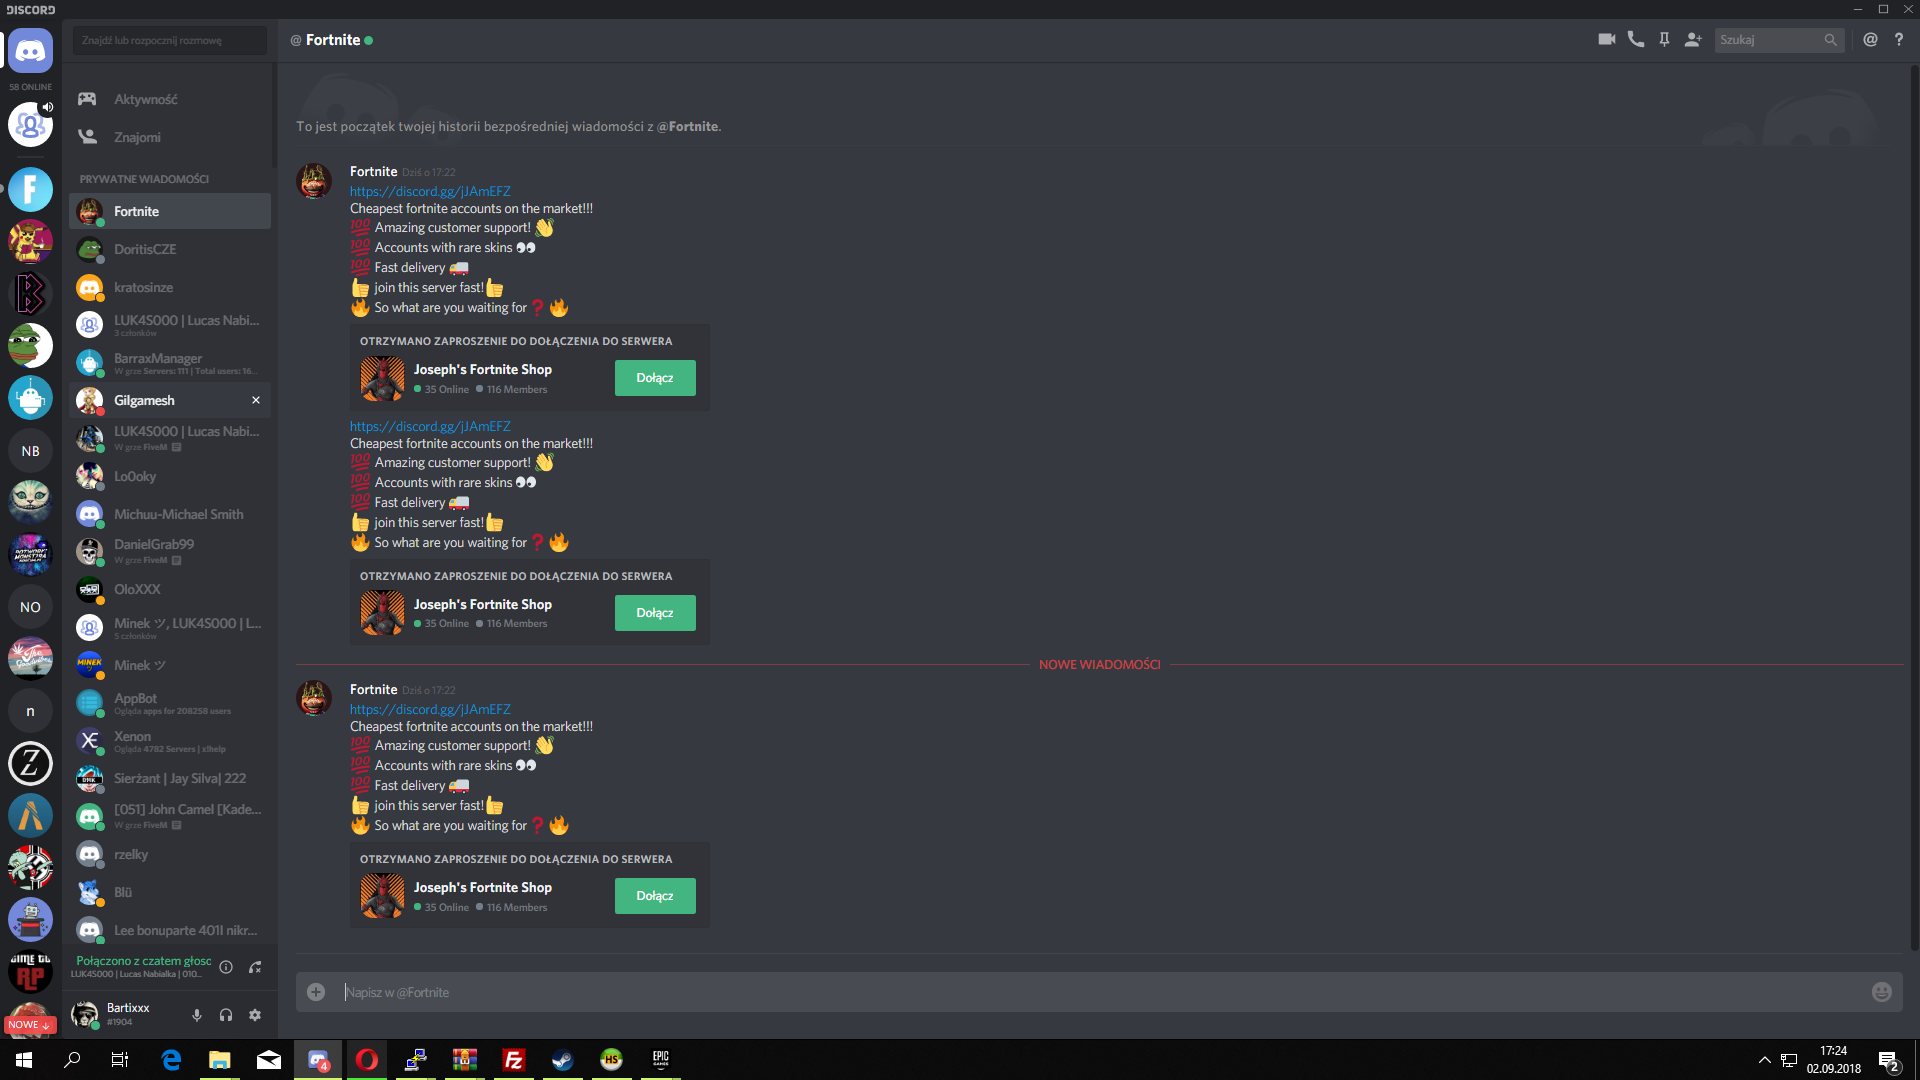 DISCORD
Znajdź lub rozpocznij rozmowę
@ Fortnite
Szukaj
58 ONLINE
Aktywność
Znajomi
PRYWATNE WIADOMOŚCI
Fortnite
DoritisCZE
kratosinze
LUK4S000 | Lucas Nabi...
3 członków
BarraxManager
W grze Servers: 111 | Total users: 16...
Gilgamesh
LUK4S000 | Lucas Nabi...
W grze FiveM
Lo0oky
Michuu-Michael Smith
DanielGrab99
W grze FiveM
OloXXX
Minek ツ, LUK4S000 | L...
5 członków
Minek ツ
AppBot
Ogląda apps for 208258 users
Xenon
Ogląda 4782 Servers | x!help
Sierżant | Jay Silva| 222
[051] John Camel [Kade...
W grze FiveM
rzelky
Blü
Lee bonuparte 401I nikr...
Połączono z czatem głosc
LUK4S000 | Lucas Nabialka | 010...
Bartixxx
#1904
NB
NO
n
NOWE ↓
To jest początek twojej historii bezpośredniej wiadomości z @Fortnite.
Fortnite Dziś o 17:22
https://discord.gg/jJAmEFZ
Cheapest fortnite accounts on the market!!!
💯 Amazing customer support! 👋
💯 Accounts with rare skins 👀
💯 Fast delivery 🚚
👍 join this server fast!👍
🔥 So what are you waiting for ❓ 🔥
OTRZYMANO ZAPROSZENIE DO DOŁĄCZENIA DO SERWERA
Joseph's Fortnite Shop
35 Online 116 Members
Dołącz
https://discord.gg/jJAmEFZ
Cheapest fortnite accounts on the market!!!
💯 Amazing customer support! 👋
💯 Accounts with rare skins 👀
💯 Fast delivery 🚚
👍 join this server fast!👍
🔥 So what are you waiting for ❓ 🔥
OTRZYMANO ZAPROSZENIE DO DOŁĄCZENIA DO SERWERA
Joseph's Fortnite Shop
35 Online 116 Members
Dołącz
NOWE WIADOMOŚCI
Fortnite Dziś o 17:22
https://discord.gg/jJAmEFZ
Cheapest fortnite accounts on the market!!!
💯 Amazing customer support! 👋
💯 Accounts with rare skins 👀
💯 Fast delivery 🚚
👍 join this server fast!👍
🔥 So what are you waiting for ❓ 🔥
OTRZYMANO ZAPROSZENIE DO DOŁĄCZENIA DO SERWERA
Joseph's Fortnite Shop
35 Online 116 Members
Dołącz
Napisz w @Fortnite
4
HS
EPIC
GAMES
17:24
02.09.2018
2